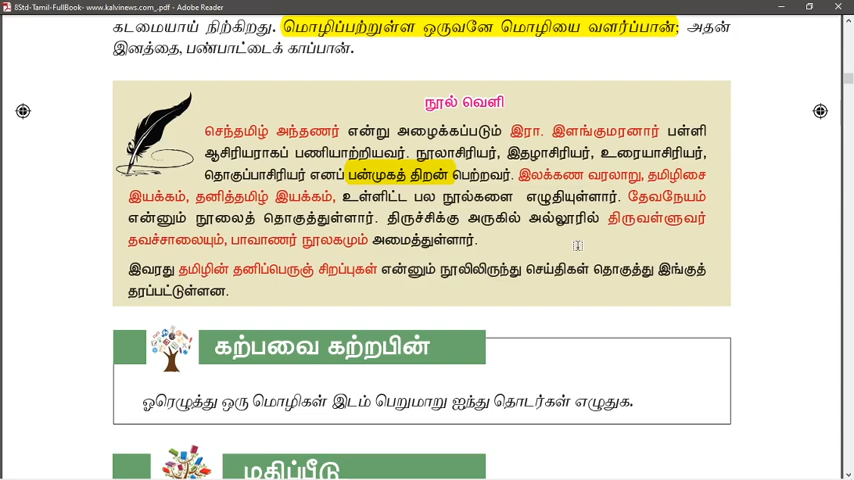 8Std-Tamil-FullBook- www.kalvinews.com_.pdf - Adobe Reader
கடமையாய் நிற்கிறது. மொழிப்பற்றுள்ள ஒருவனே மொழியை வளர்ப்பான்; அதன்
இனத்தை, பண்பாட்டைக் காப்பான்.
நூல் வெளி
செந்தமிழ் அந்தணர் என்று அழைக்கப்படும் இரா. இளங்குமரனார் பள்ளி
ஆசிரியராகப் பணியாற்றியவர். நூலாசிரியர், இதழாசிரியர், உரையாசிரியர்,
தொகுப்பாசிரியர் எனப் பன்முகத் திறன் பெற்றவர். இலக்கண வரலாறு, தமிழிசை
இயக்கம், தனித்தமிழ் இயக்கம், உள்ளிட்ட பல நூல்களை எழுதியுள்ளார். தேவநேயம்
என்னும் நூலைத் தொகுத்துள்ளார். திருச்சிக்கு அருகில் அல்லூரில் திருவள்ளுவர்
தவச்சாலையும், பாவாணர் நூலகமும் அமைத்துள்ளார்.
இவரது தமிழின் தனிப்பெருஞ் சிறப்புகள் என்னும் நூலிலிருந்து செய்திகள் தொகுத்து இங்குத்
தரப்பட்டுள்ளன.
கற்பவை கற்றபின்
ஓரெழுத்து ஒரு மொழிகள் இடம் பெறுமாறு ஐந்து தொடர்கள் எழுதுக.
மதிப்பீடு